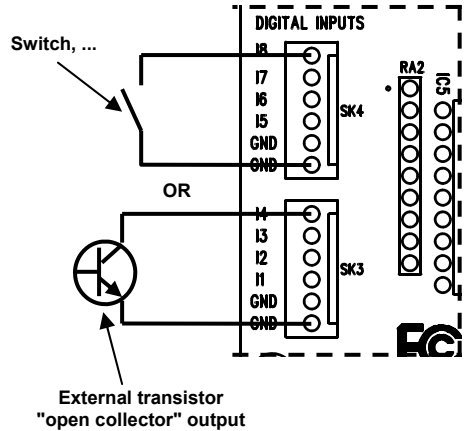 DIGITAL INPUTS
Switch, ...
I8
I7
I6
I5
GND
GND
SK4
RA2
IC5
OR
I4
I3
I2
I1
GND
GND
SK3
FC
External transistor
"open collector" output